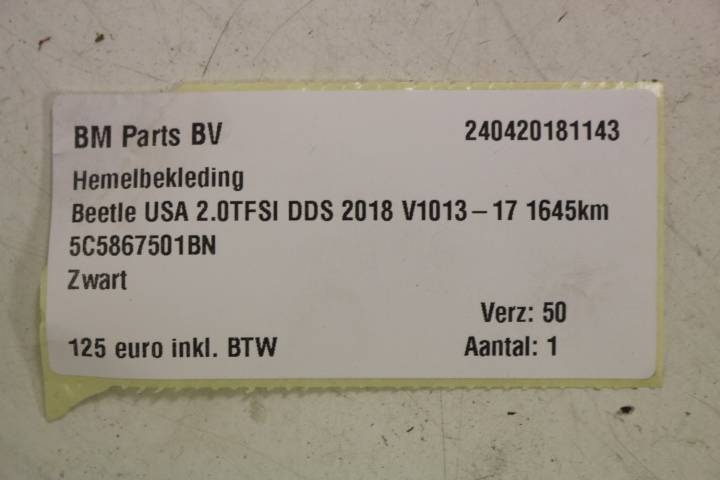 BM Parts BV 240420181143
Hemelbekleding
Beetle USA 2.0TFSI DDS 2018 V1013-17 1645km
5C5867501BN
Zwart
Verz: 50
125 euro inkl. BTW Aantal: 1